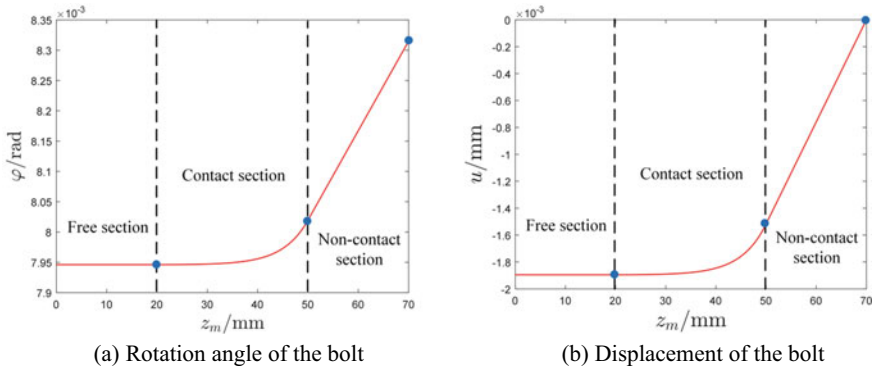 ×10⁻³
8.35
8.3
8.25
8.2
8.15
8.1
8.05
8
7.95
7.9
φ/rad
Free section
Contact section
Non-contact
section
0 10 20 30 40 50 60 70
z_m/mm
(a) Rotation angle of the bolt
×10⁻³
0
-0.2
-0.4
-0.6
-0.8
-1
-1.2
-1.4
-1.6
-1.8
-2
u/mm
Free section
Contact section
Non-contact
section
0 10 20 30 40 50 60 70
z_m/mm
(b) Displacement of the bolt